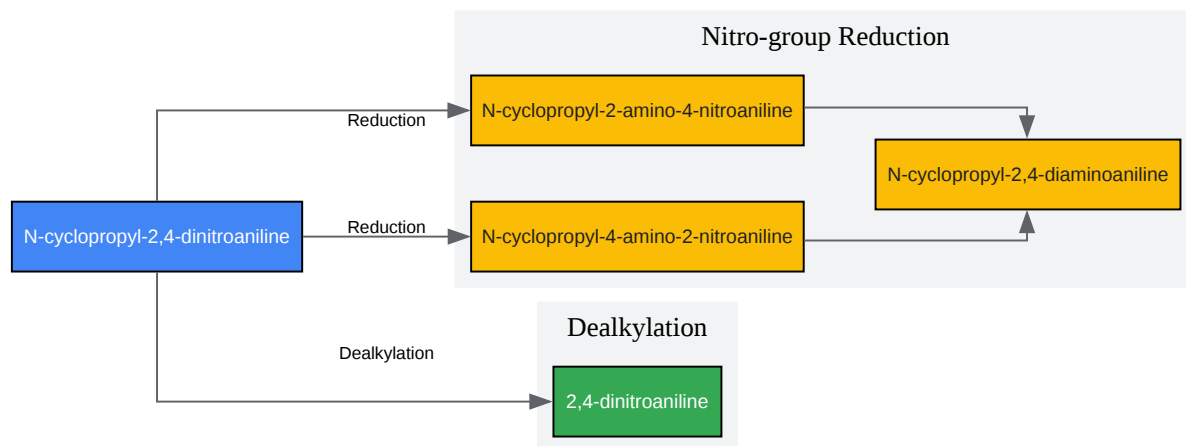 Nitro-group Reduction
N-cyclopropyl-2-amino-4-nitroaniline
Reduction
N-cyclopropyl-2,4-diaminoaniline
N-cyclopropyl-2,4-dinitroaniline
Reduction
N-cyclopropyl-4-amino-2-nitroaniline
Dealkylation
Dealkylation
2,4-dinitroaniline